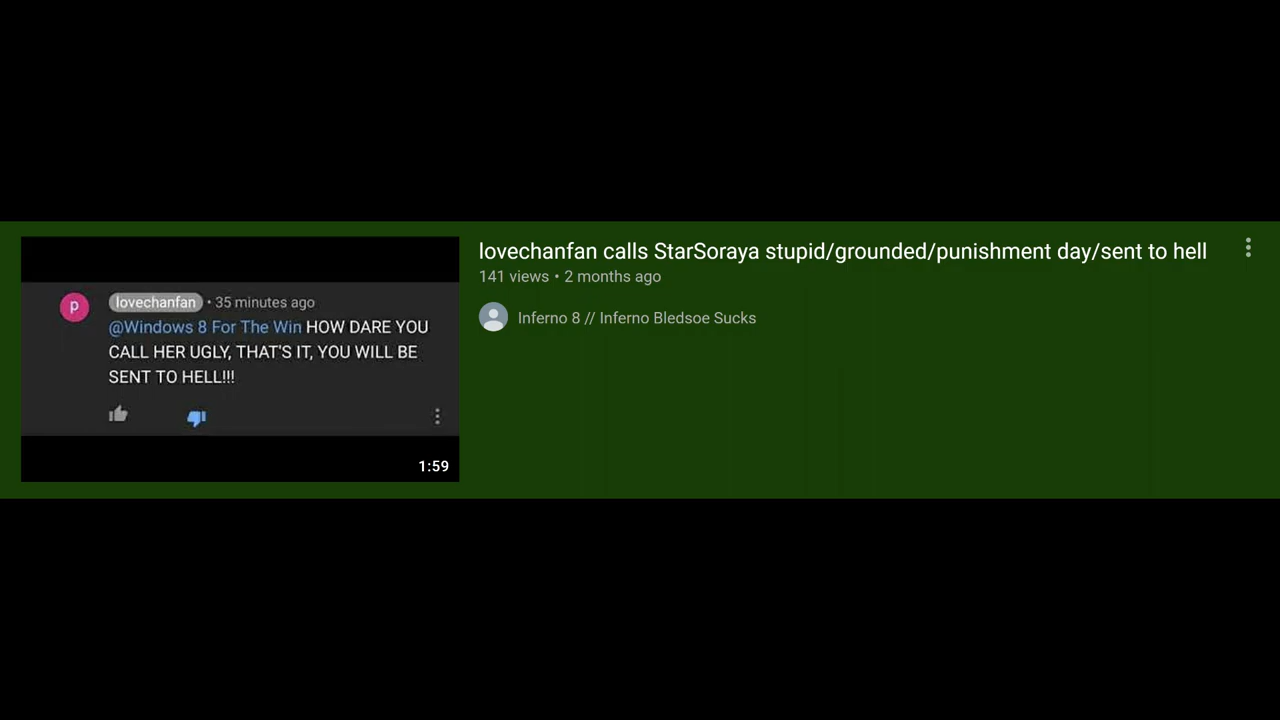 lovechanfan • 35 minutes ago
@Windows 8 For The Win HOW DARE YOU
CALL HER UGLY, THAT'S IT, YOU WILL BE
SENT TO HELL!!!
1:59
lovechanfan calls StarSoraya stupid/grounded/punishment day/sent to hell
141 views • 2 months ago
Inferno 8 // Inferno Bledsoe Sucks
P